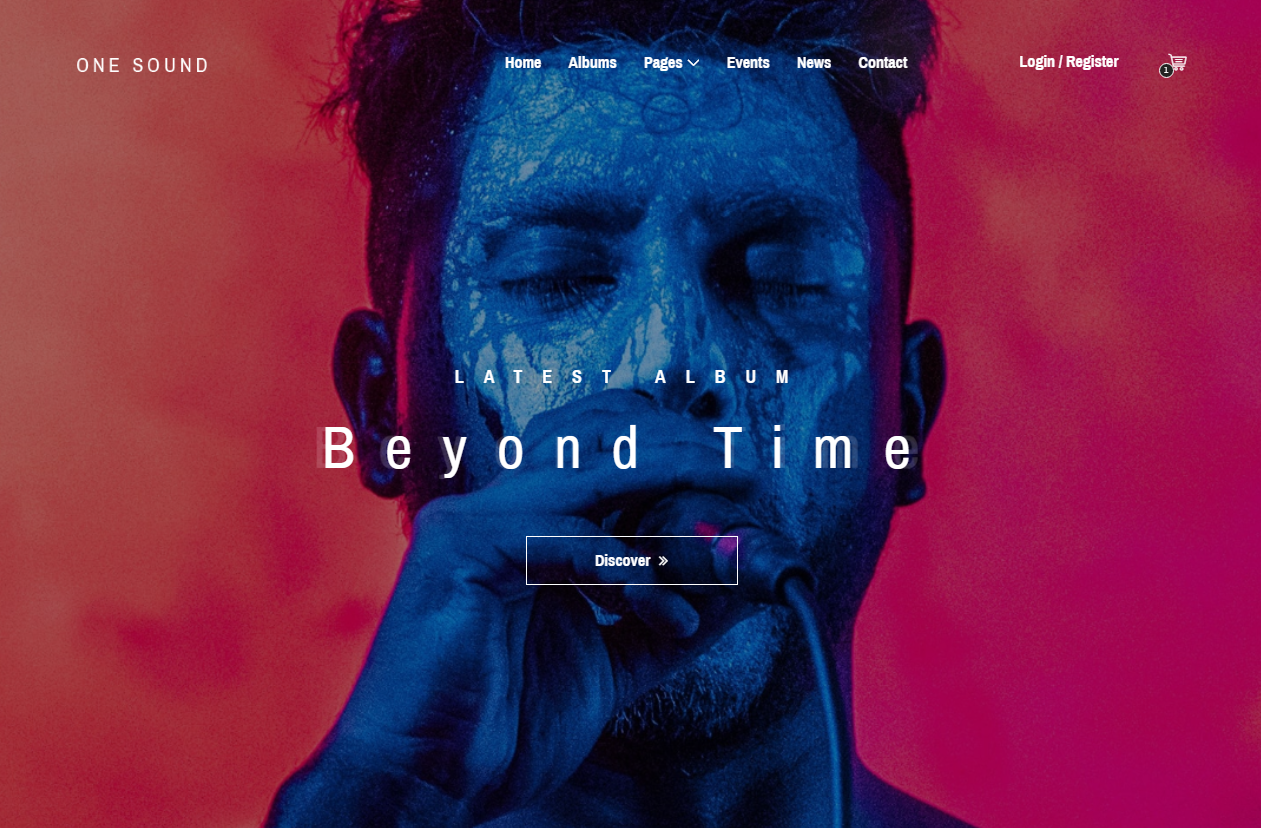 ONE SOUND
Home Albums Pages Events News Contact
Login / Register
1
LATEST ALBUM
Beyond Time
Discover